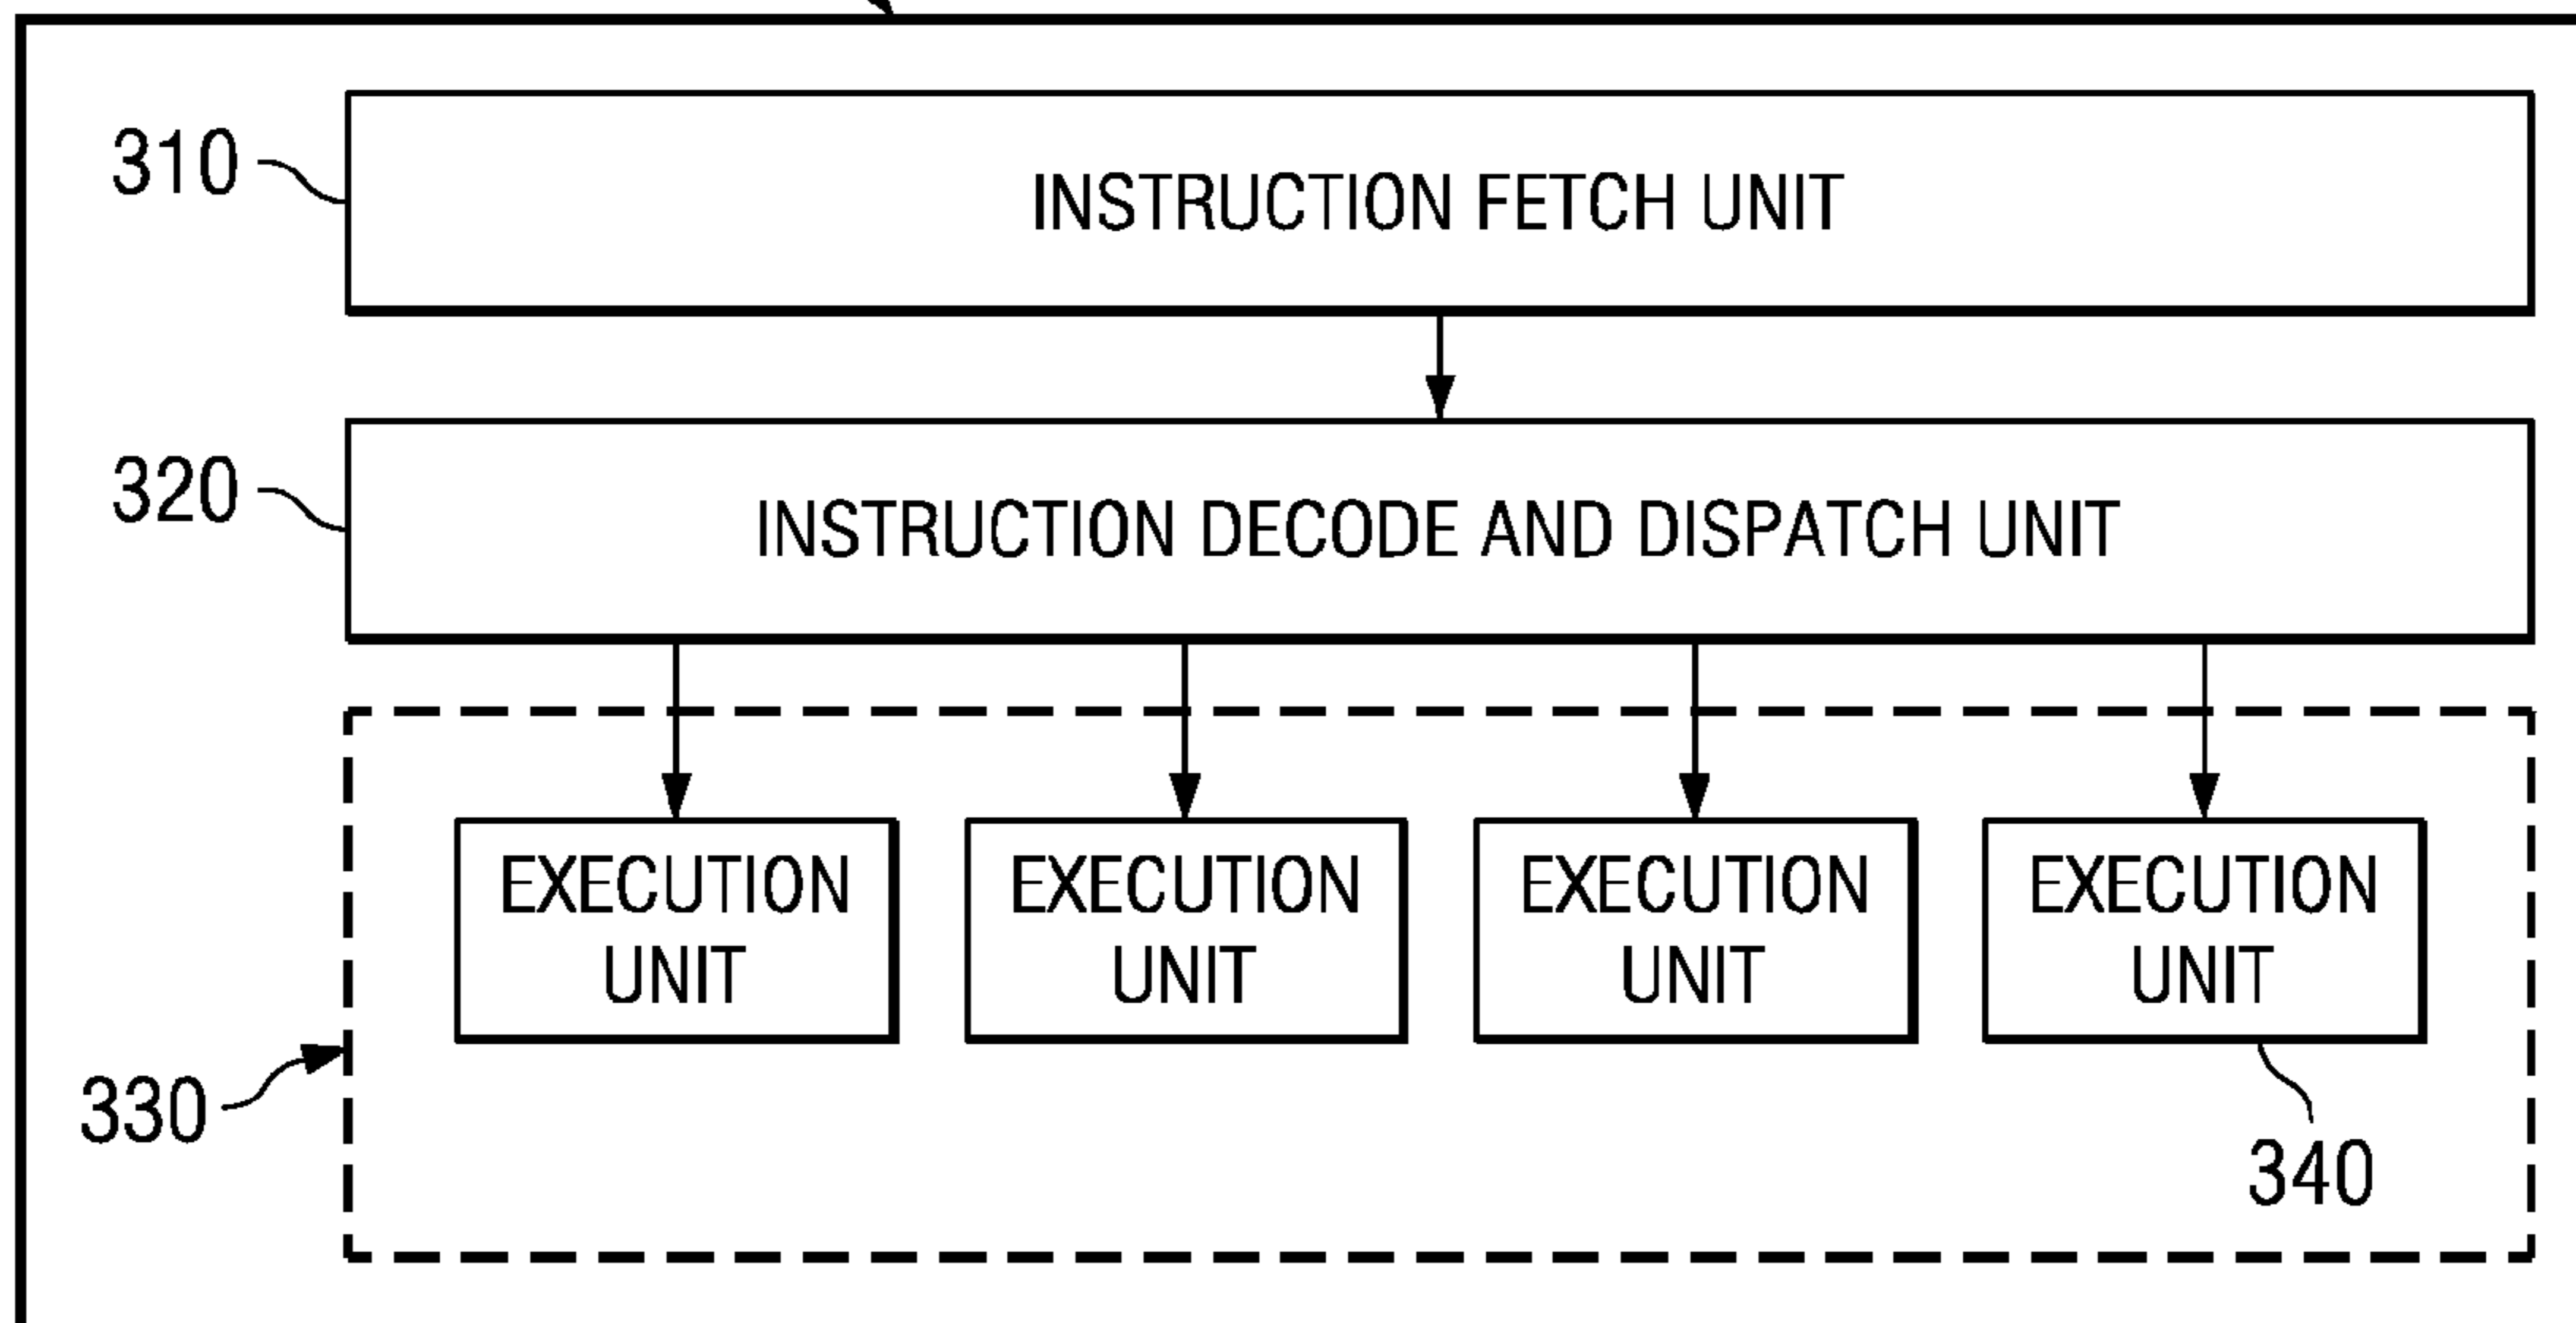 310
INSTRUCTION FETCH UNIT
320
INSTRUCTION DECODE AND DISPATCH UNIT
EXECUTION
UNIT
EXECUTION
UNIT
EXECUTION
UNIT
EXECUTION
UNIT
330
340